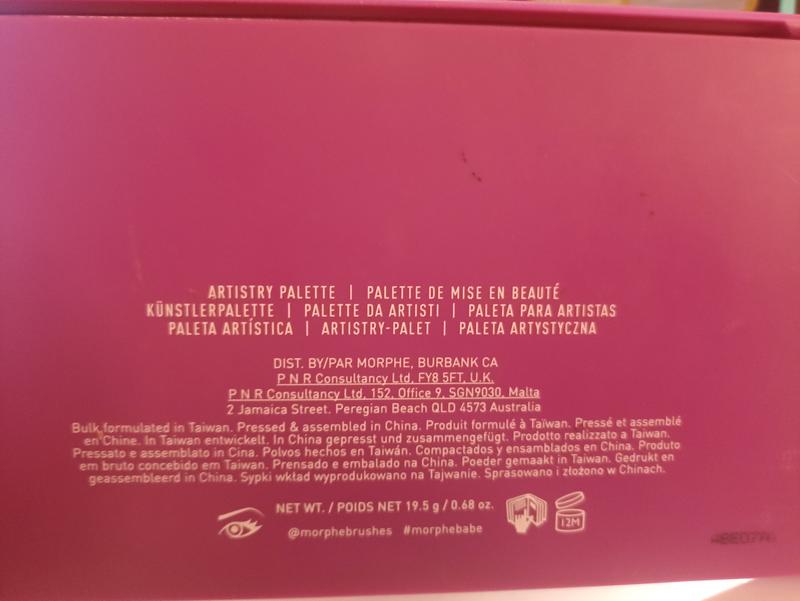 ARTISTRY PALETTE | PALETTE DE MISE EN BEAUTÉ
KÜNSTLERPALETTE | PALETTE DA ARTISTI | PALETA PARA ARTISTAS
PALETA ARTÍSTICA | ARTISTRY-PALET | PALETA ARTYSTYCZNA
DIST. BY/PAR MORPHE, BURBANK CA
P N R Consultancy Ltd, FY8 5FT, U.K.
P N R Consultancy Ltd, 152, Office 9, SGN9030, Malta
2 Jamaica Street. Peregian Beach QLD 4573 Australia
Bulk formulated in Taiwan. Pressed & assembled in China. Produit formulé à Taïwan. Pressé et assemblé
en Chine. In Taiwan entwickelt. In China gepresst und zusammengefügt. Prodotto realizzato a Taiwan.
Pressato e assemblato in Cina. Polvos hechos en Taiwán. Compactados y ensamblados en China. Produto
em bruto concebido em Taiwan. Prensado e embalado na China. Poeder gemaakt in Taiwan. Gedrukt en
geassembleerd in China. Sypki wkład wyprodukowano na Tajwanie. Sprasowano i złożono w Chinach.
NET WT. / POIDS NET 19.5 g / 0.68 oz.
12M
@morphebrushes #morphebabe